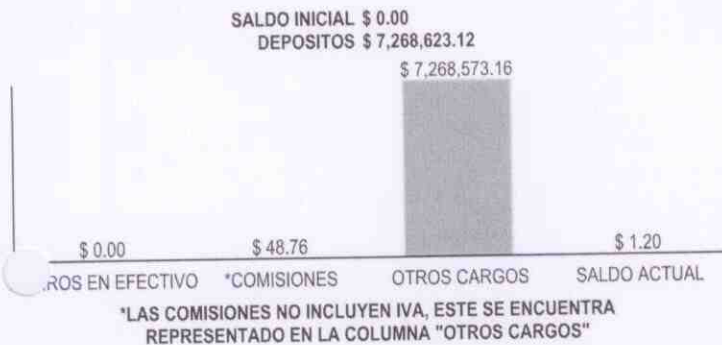 SALDO INICIAL $ 0.00
DEPOSITOS $ 7,268,623.12
$ 7,268,573.16
$ 0.00 $ 48.76 $ 1.20
EN EFECTIVO *COMISIONES OTROS CARGOS SALDO ACTUAL
*LAS COMISIONES NO INCLUYEN IVA, ESTE SE ENCUENTRA
REPRESENTADO EN LA COLUMNA "OTROS CARGOS"